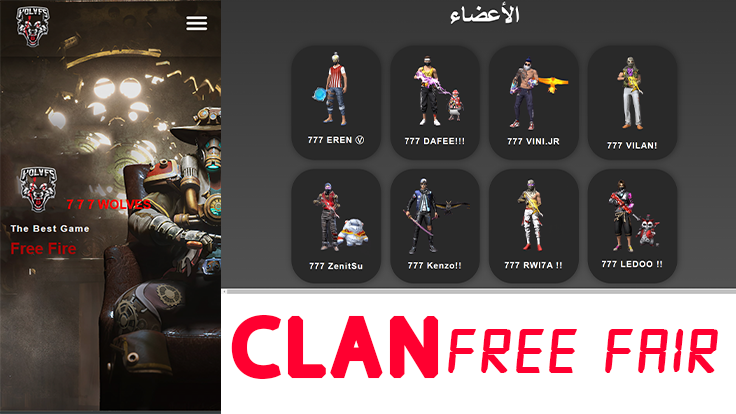 WOLVES
WOLVES
7 7 7 WOLVES
The Best Game
Free Fire
الأعضاء
777 EREN Ⓥ
777 DAFEE!!!
777 VINI.JR
777 VILAN!
777 ZenitSu
777 Kenzo!!
777 RWI7A !!
777 LEDOO !!
CLAN FREE FAIR